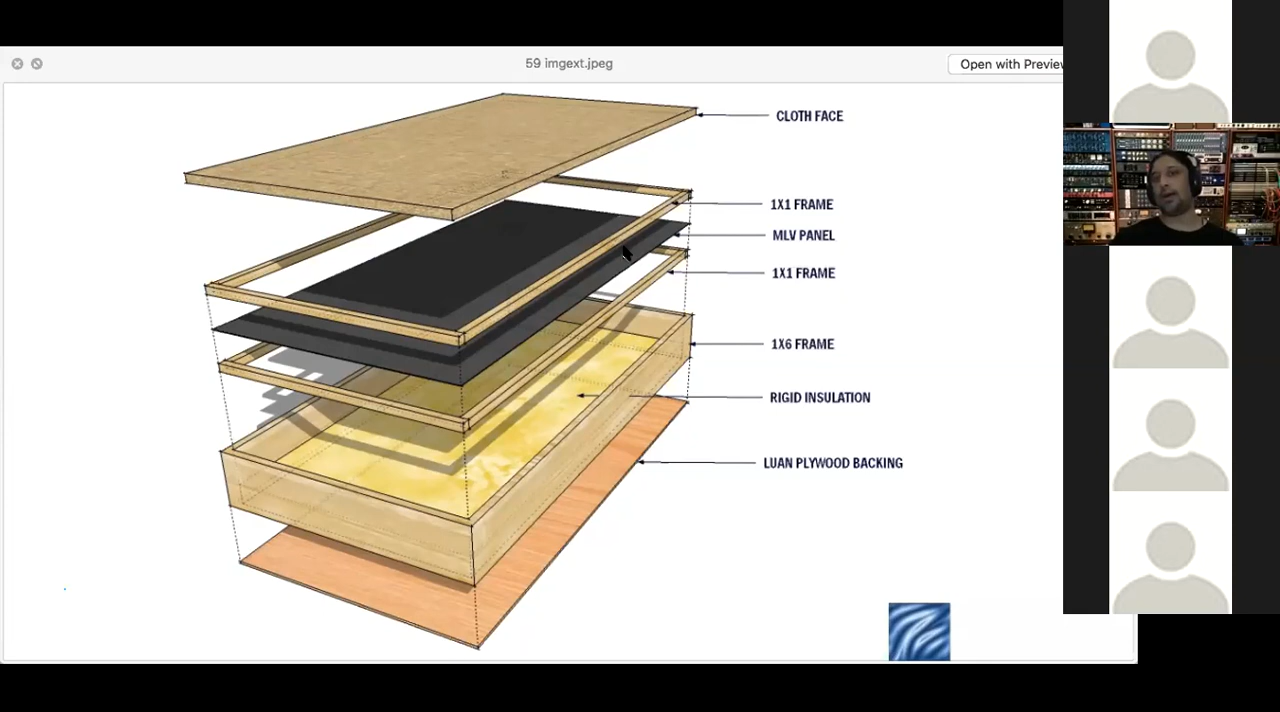 59 imgext.jpeg
Open with Preview
CLOTH FACE
1X1 FRAME
MLV PANEL
1X1 FRAME
1X6 FRAME
RIGID INSULATION
LUAN PLYWOOD BACKING